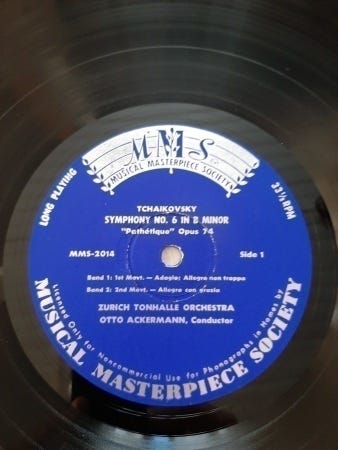 MMS
MUSICAL MASTERPIECE SOCIETY
LONG PLAYING
33⅓ RPM
TCHAIKOVSKY
SYMPHONY NO. 6 IN B MINOR
"Pathétique" Opus 74
MMS-2014 Side 1
Band 1: 1st Movt. — Adagio; Allegro non troppo
Band 2: 2nd Movt. — Allegro con grazia
ZURICH TONHALLE ORCHESTRA
OTTO ACKERMANN, Conductor
Licensed Only for Noncommercial Use for Phonographs in Homes by
MUSICAL MASTERPIECE SOCIETY